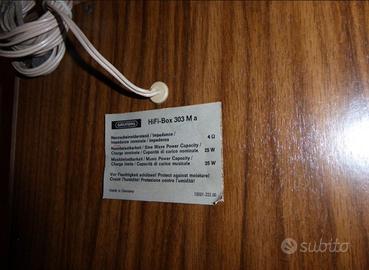 GRUNDIG HiFi-Box 303 M a
Nennscheinwiderstand / Impedance /
Impédance nominale / Impedenza 4 Ω
Nennbelastbarkeit / Sine Wave Power Capacity /
Charge nominale / Capacità di carico nominale 25 W
Musikbelastbarkeit / Music Power Capacity /
Charge limite / Capacità di carico musicale 35 W
Vor Feuchtigkeit schützen! Protect against moisture!
Craint l'humidité! Protezione contro l'umidità!
Made in Germany
subito